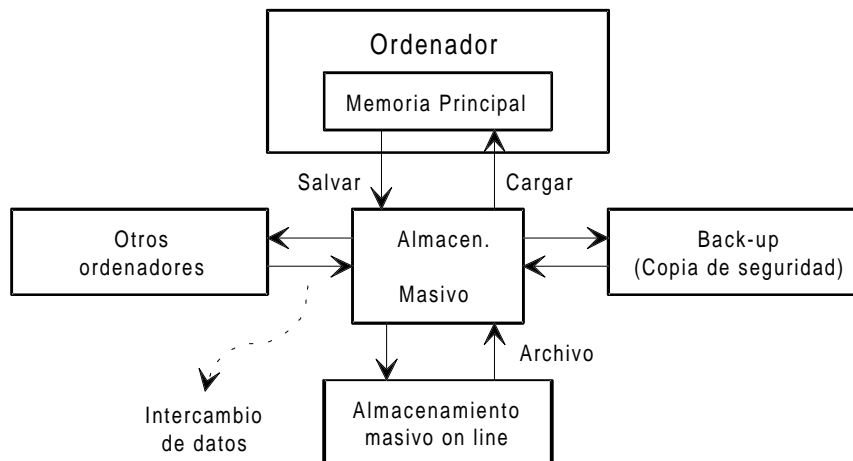 Ordenador
Memoria Principal
Salvar
Cargar
Otros
ordenadores
Almacen.
Masivo
Back-up
(Copia de seguridad)
Archivo
Intercambio
de datos
Almacenamiento
masivo on line